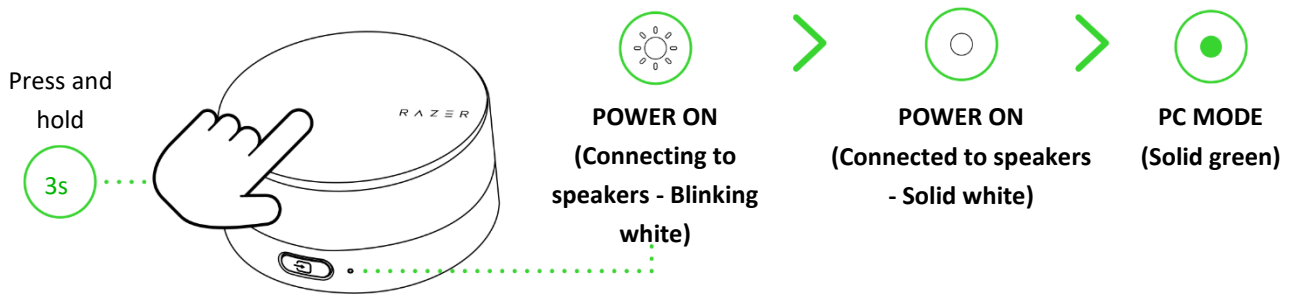 Press and
hold
3s
RAZER
POWER ON
(Connecting to
speakers - Blinking
white)
POWER ON
(Connected to speakers
- Solid white)
PC MODE
(Solid green)